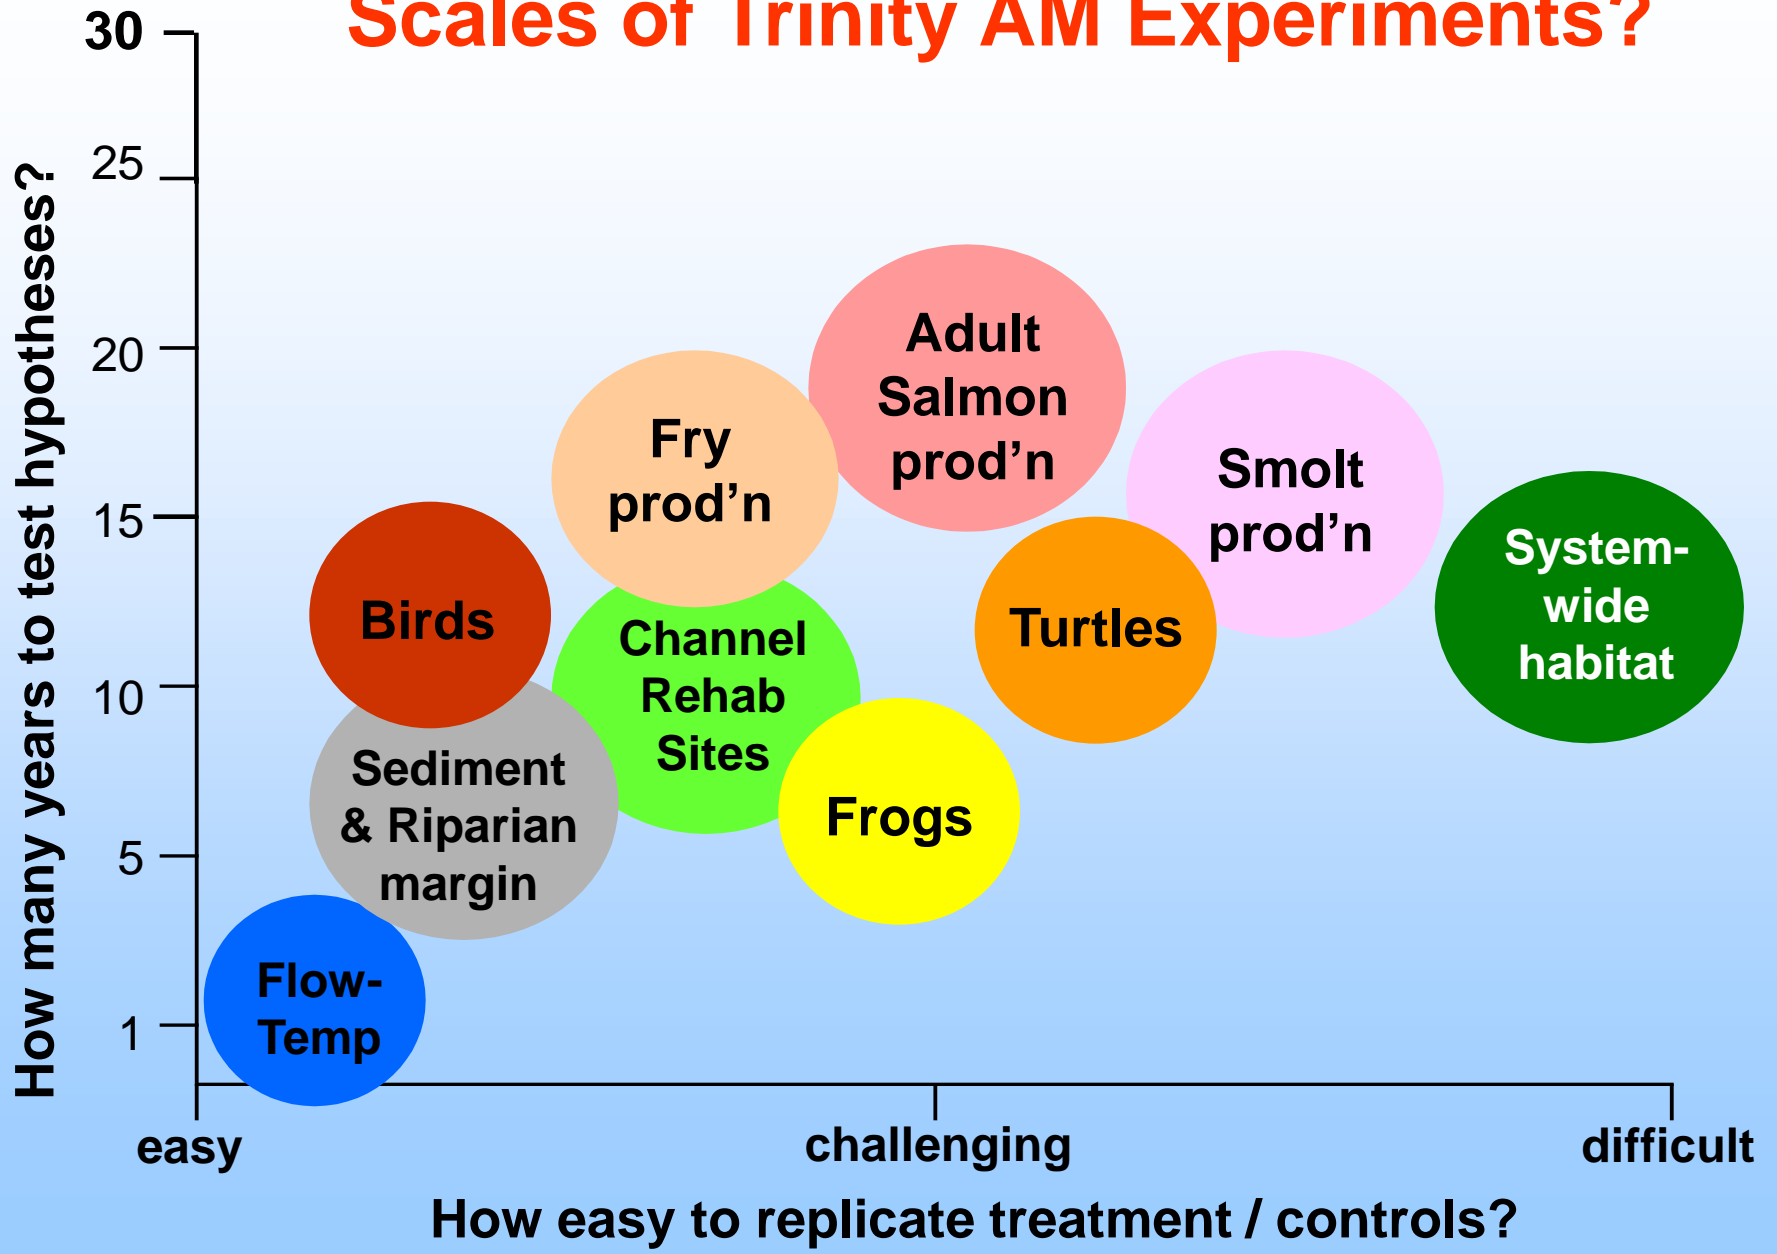 Scales of Trinity AM Experiments?
How many years to test hypotheses?
30
25
20
15
10
5
1
Adult
Salmon
prod’n
Fry
prod’n
Smolt
prod’n
System-
wide
habitat
Birds
Channel
Rehab
Sites
Turtles
Sediment
& Riparian
margin
Frogs
Flow-
Temp
easy
challenging
difficult
How easy to replicate treatment / controls?